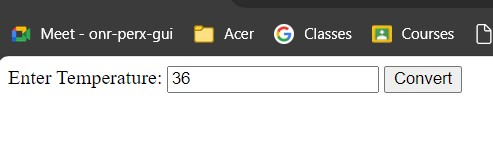 Meet - onr-perx-gui Acer Classes Courses
Enter Temperature: 36 Convert